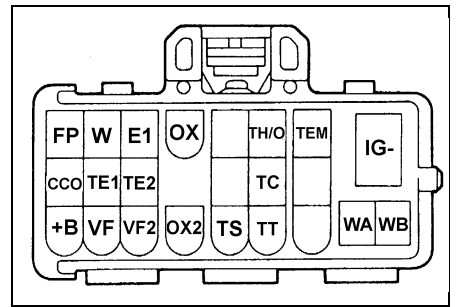 FP W E1 OX TH/O TEM IG-
CCO TE1 TE2 TC
+B VF VF2 OX2 TS TT WA WB